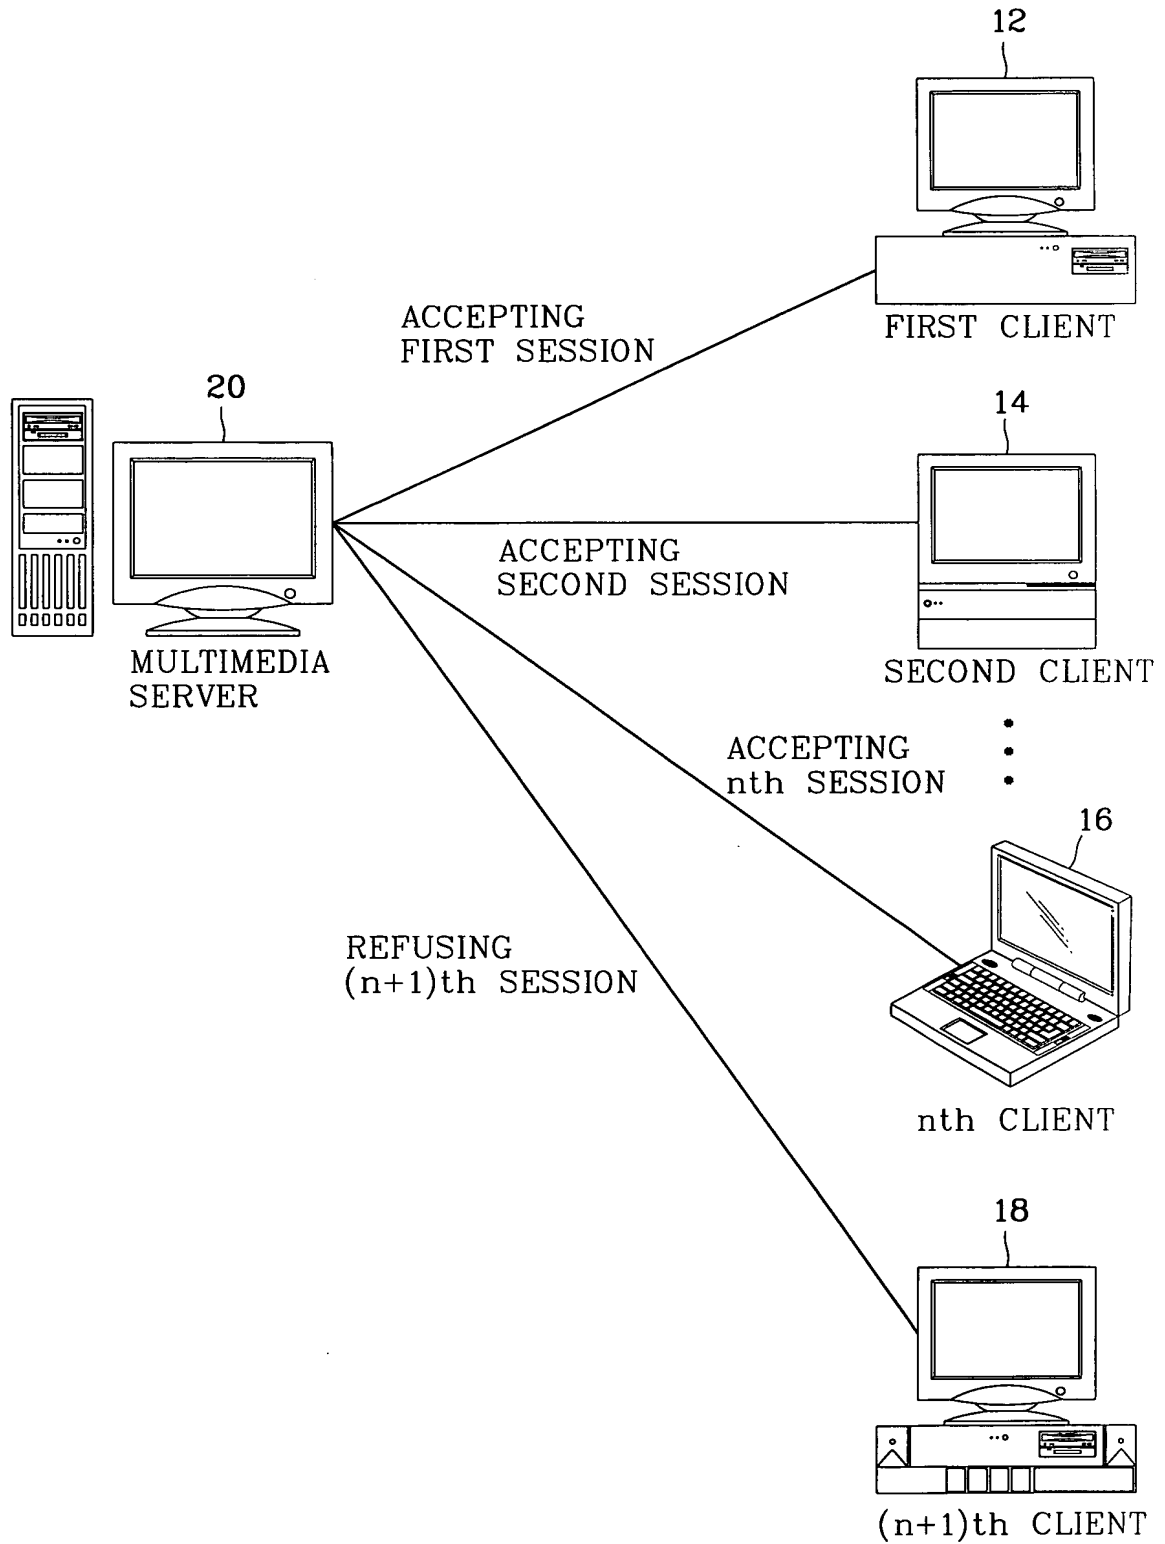 12
ACCEPTING
FIRST SESSION
FIRST CLIENT
20
14
ACCEPTING
SECOND SESSION
MULTIMEDIA
SERVER
SECOND CLIENT
ACCEPTING
nth SESSION
16
REFUSING
(n+1)th SESSION
nth CLIENT
18
(n+1)th CLIENT